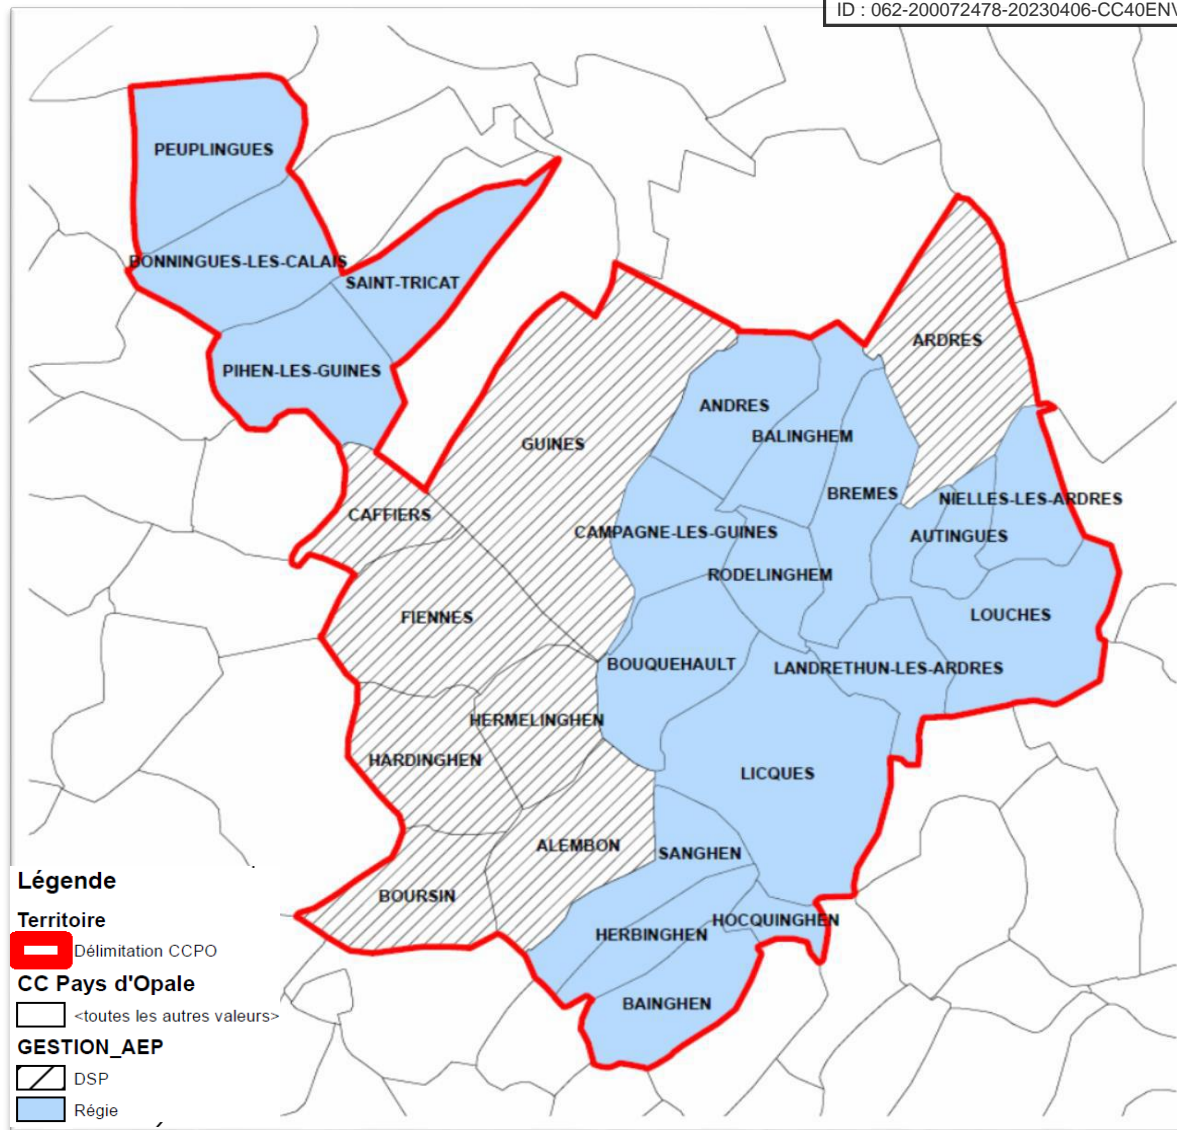 ID : 062-200072478-20230406-CC40ENV
PEUPLINGUES
BONNINGUES-LES-CALAIS
SAINT-TRICAT
PIHEN-LES-GUINES
ARDRES
ANDRES
GUINES
BALINGHEM
BREMES
NIELLES-LES-ARDRES
CAFFIERS
CAMPAGNE-LES-GUINES
AUTINGUES
RODELINGHEM
FIENNES
LOUCHES
BOUQUEHAULT
LANDRETHUN-LES-ARDRES
HERMELINGHEN
HARDINGHEN
LICQUES
ALEMBON
SANGHEN
BOURSIN
HOCQUINGHEN
HERBINGHEN
BAINGHEN
Légende
Territoire
Délimitation CCPO
CC Pays d'Opale
<toutes les autres valeurs>
GESTION_AEP
DSP
Régie